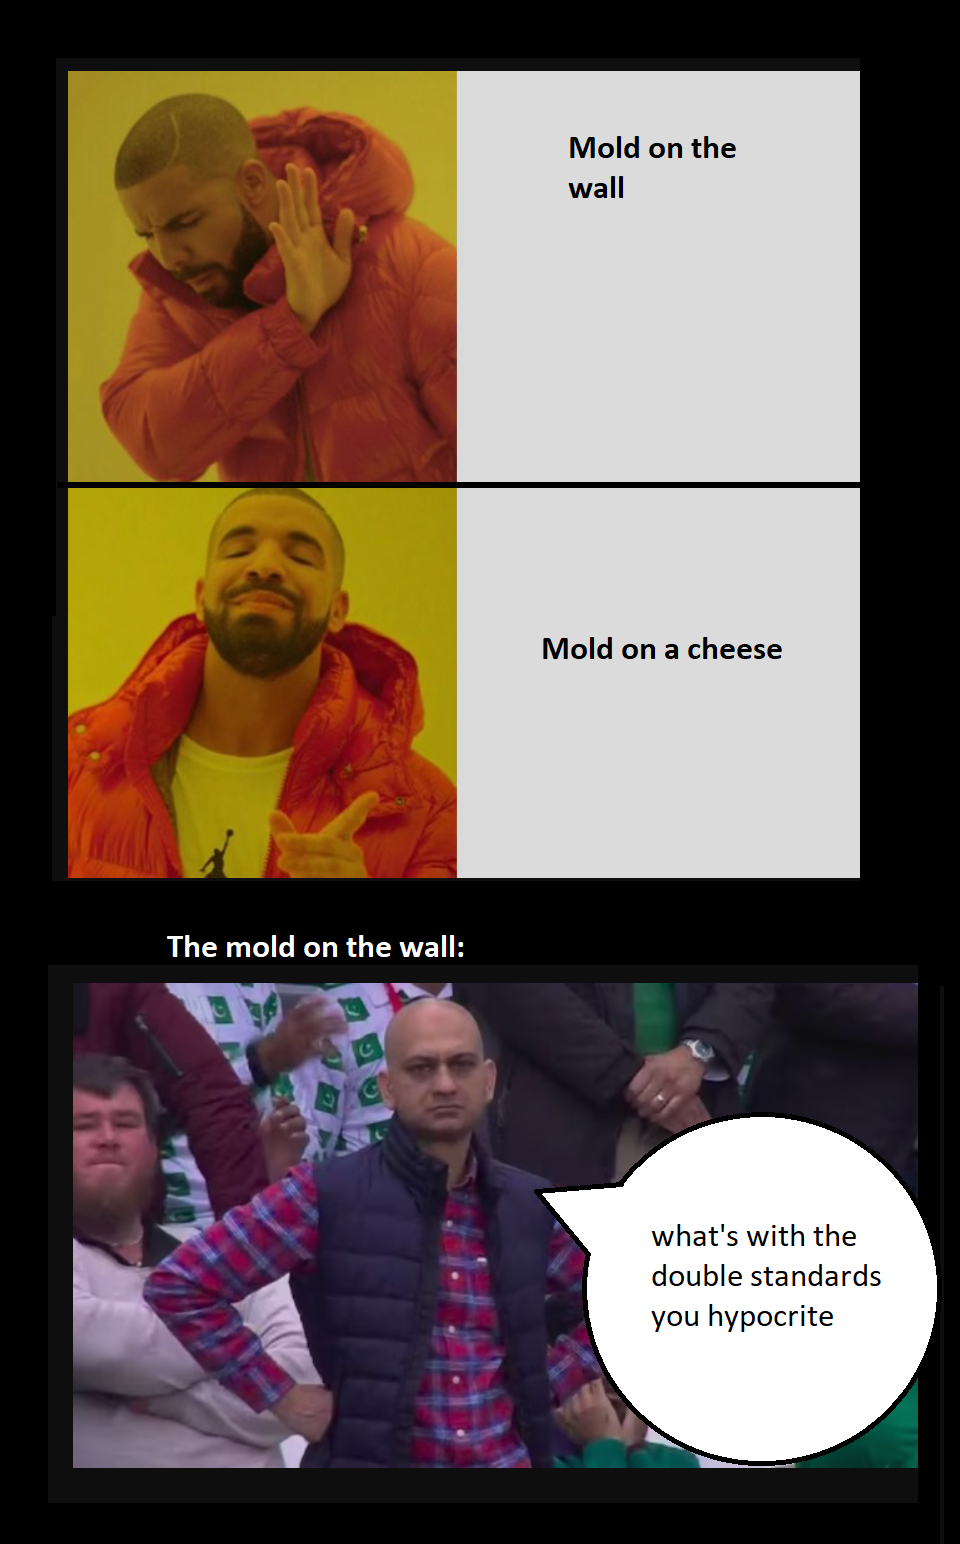 Mold on the
wall
Mold on a cheese
The mold on the wall:
what's with the
double standards
you hypocrite